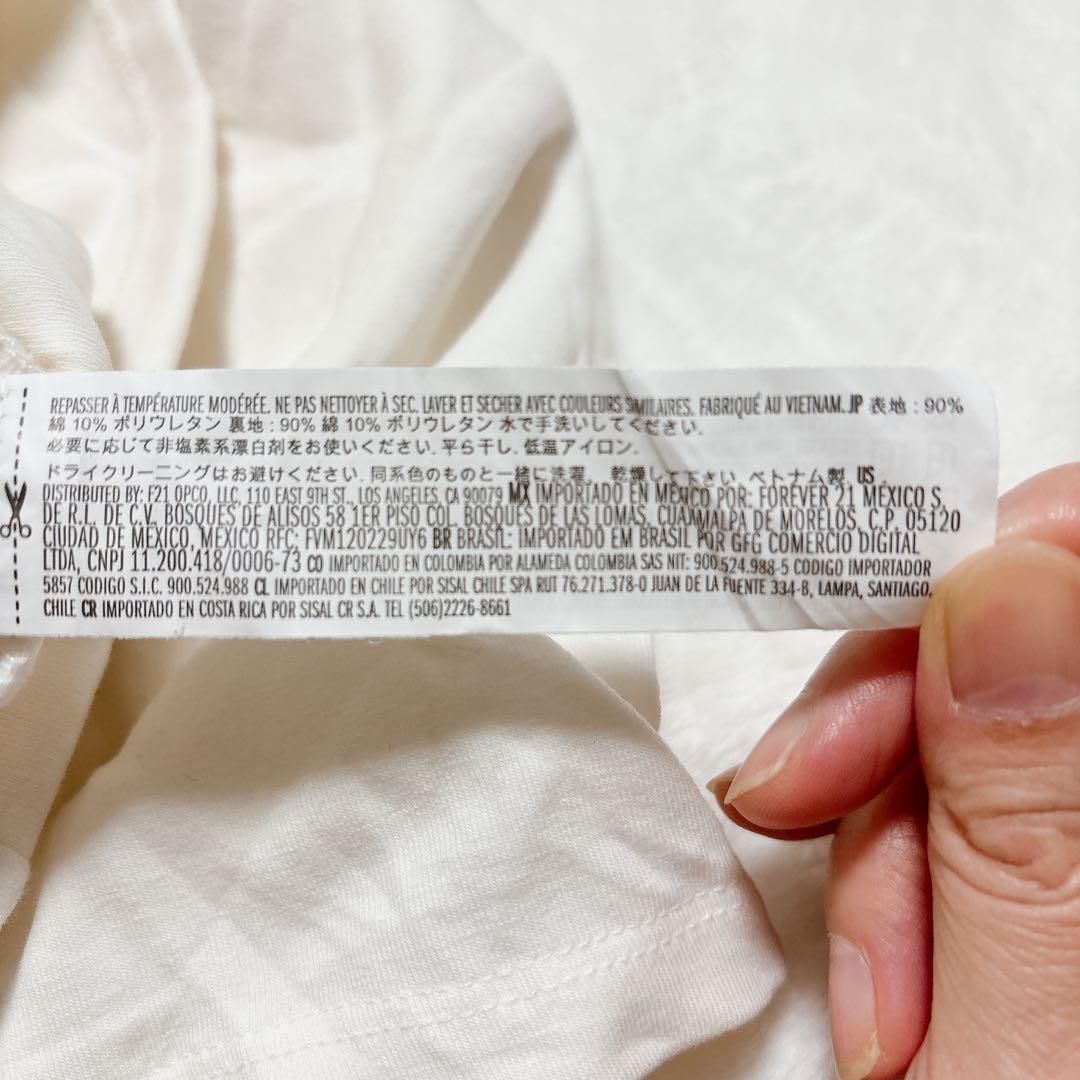 REPASSER À TEMPÉRATURE MODÉRÉE. NE PAS NETTOYER À SEC. LAVER ET SECHER AVEC COULEURS SIMILAIRES. FABRIQUÉ AU VIETNAM. JP 表地 : 90%
綿 10% ポリウレタン 裏地 : 90% 綿 10% ポリウレタン 水で手洗いしてください.
必要に応じて非塩素系漂白剤をお使いください. 平ら干し. 低温アイロン.
ドライクリーニングはお避けください. 同系色のものと一緒に洗濯、乾燥して下さい. ベトナム製. US
DISTRIBUTED BY: F21 OPCO, LLC, 110 EAST 9TH ST., LOS ANGELES, CA 90079 MX IMPORTADO EN MÉXICO POR: FOREVER 21 MEXICO S.
DE R.L. DE C.V. BOSQUES DE ALISOS 58 1ER PISO COL. BOSQUES DE LAS LOMAS, CUAJIMALPA DE MORELOS, C.P. 05120
CIUDAD DE MÉXICO, MÉXICO RFC: FVM120229UY6 BR BRASIL: IMPORTADO EM BRASIL POR GFG COMERCIO DIGITAL
LTDA, CNPJ 11.200.418/0006-73 CO IMPORTADO EN COLOMBIA POR ALAMEDA COLOMBIA SAS NIT: 900.524.988-5 CODIGO IMPORTADOR
5857 CODIGO S.I.C. 900.524.988 CL IMPORTADO EN CHILE POR SISAL CHILE SPA RUT 76.271.378-0 JUAN DE LA FUENTE 334-B, LAMPA, SANTIAGO,
CHILE CR IMPORTADO EN COSTA RICA POR SISAL CR S.A. TEL (506)2226-8661